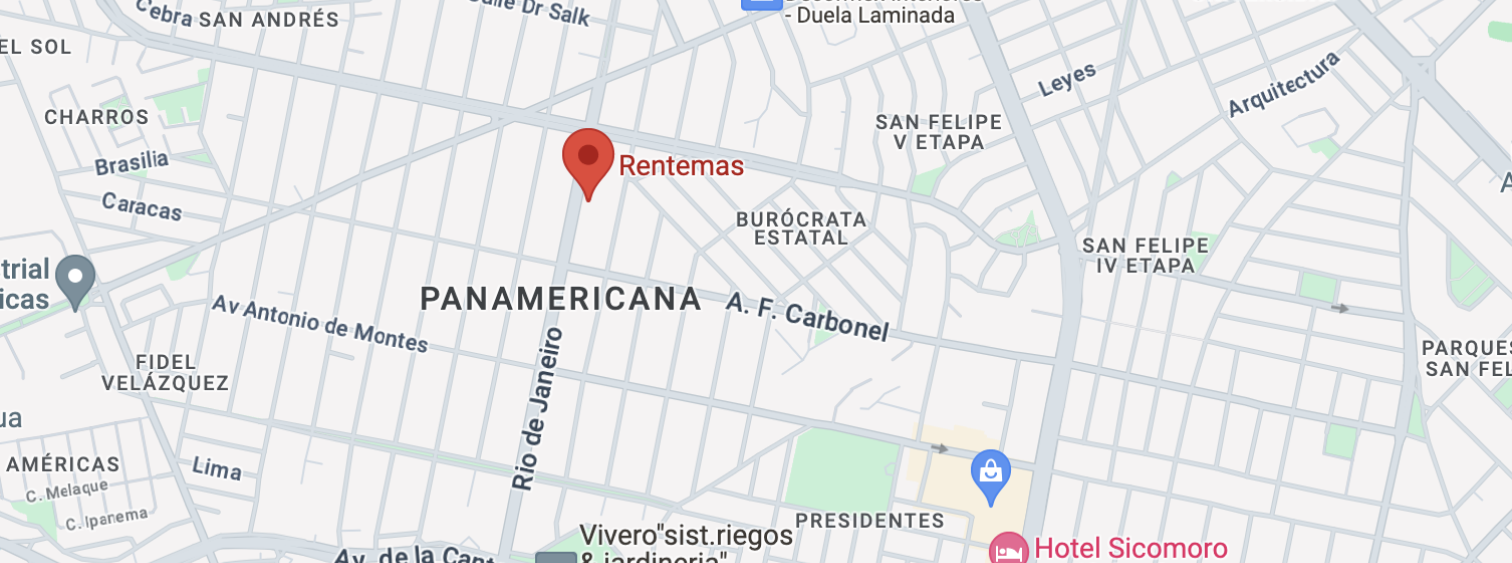 Cebra
SAN ANDRÉS
Dr Salk
- Duela Laminada
EL SOL
CHARROS
Leyes
Arquitectura
SAN FELIPE
V ETAPA
Brasilia
Rentemas
Caracas
BURÓCRATA
ESTATAL
SAN FELIPE
IV ETAPA
trial
icas
PANAMERICANA
A. F. Carbonel
Av Antonio de Montes
Rio de Janeiro
FIDEL
VELÁZQUEZ
PARQUES
SAN FEL
ua
AMÉRICAS
Lima
C. Melaque
C. Ipanema
PRESIDENTES
Vivero"sist.riegos
& jardineria"
Av. de la Cant
Hotel Sicomoro